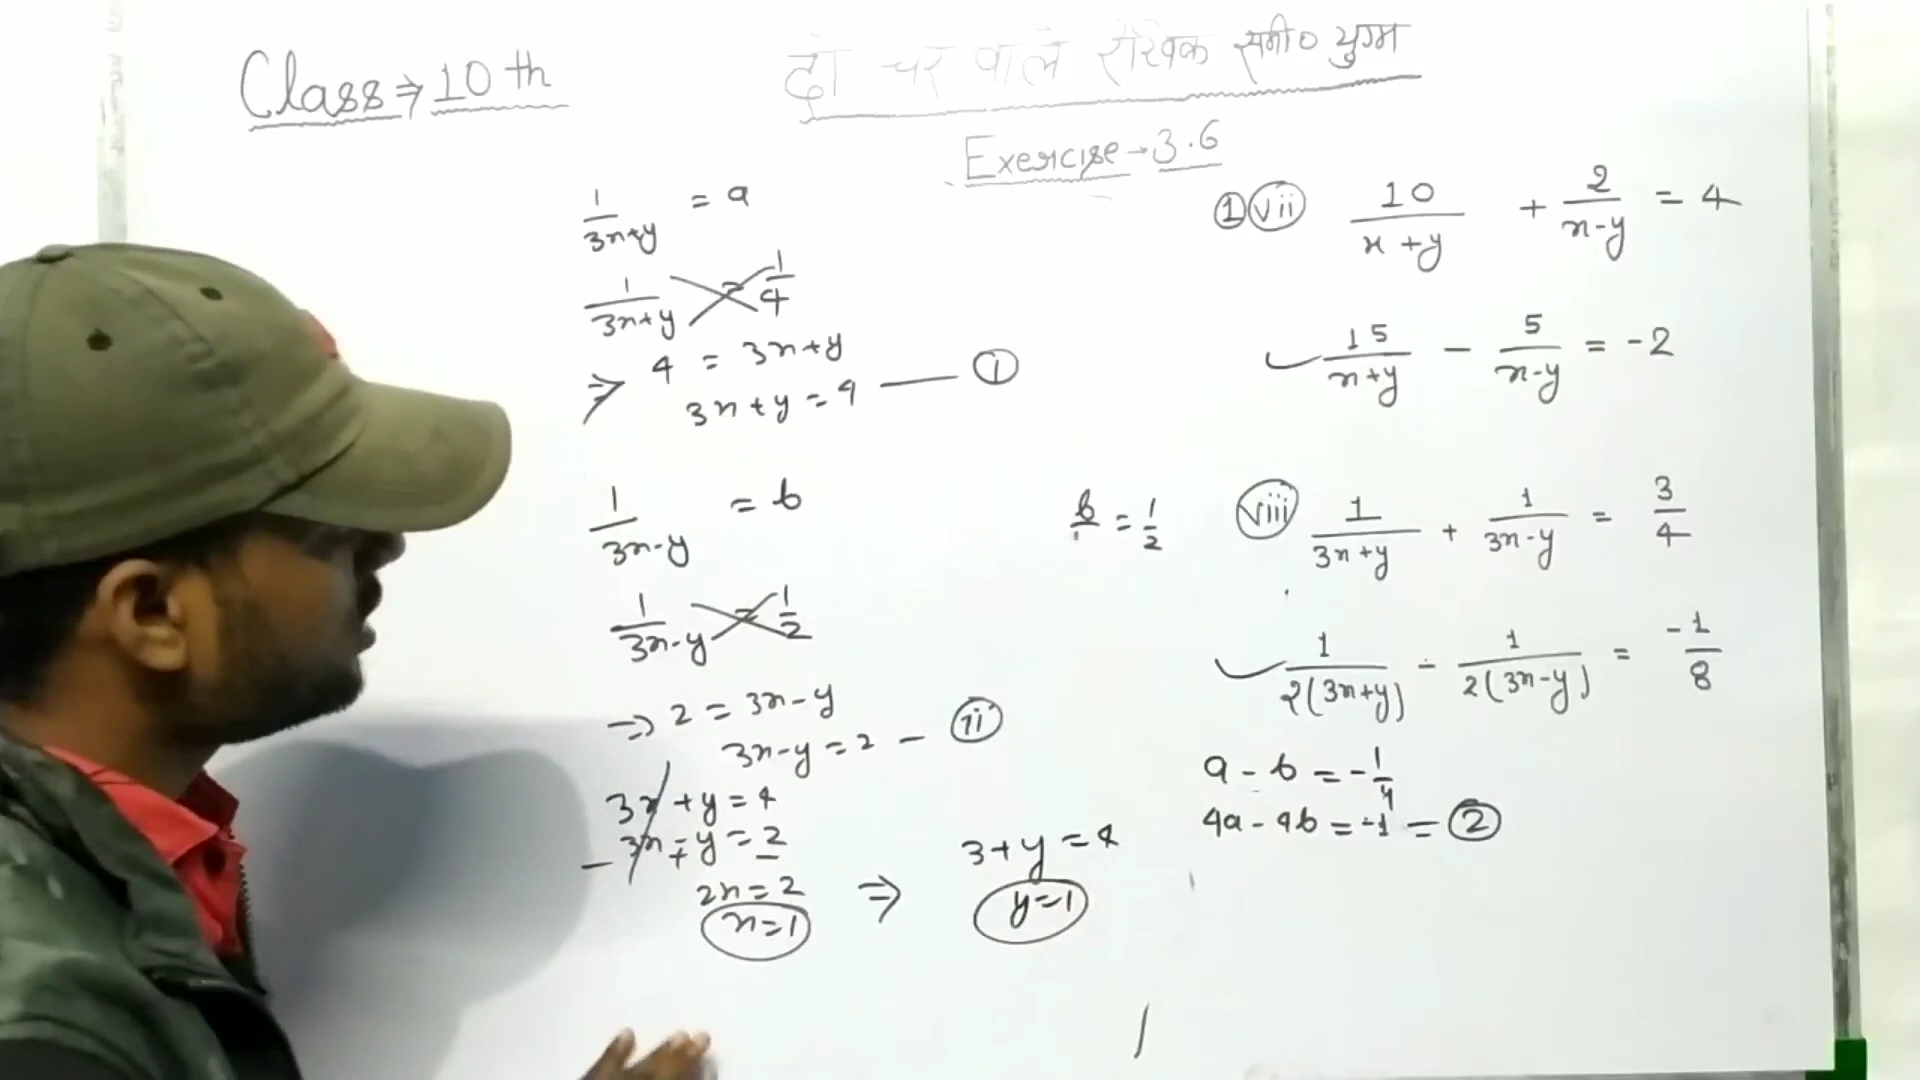 Class ⇒ 10 th
दो चर वाले रैखिक समी० युग्म
Exercise → 3.6
1/(3x+y) = a
1/(3x+y) = 1/4
⇒ 4 = 3x+y
3x+y = 4 —— (i)
1/(3x-y) = b
1/(3x-y) = 1/2
⇒ 2 = 3x-y
3x-y = 2 — (ii)
3x+y = 4
- 3x-y = 2
+ -
2x = 2
x=1
⇒
3+y = 4
y=1
b/1 = 1/2
(1) (vii) 10/(x+y) + 2/(x-y) = 4
✓ 15/(x+y) - 5/(x-y) = -2
(viii) 1/(3x+y) + 1/(3x-y) = 3/4
✓ 1/2(3x+y) - 1/2(3x-y) = -1/8
a - b = -1/4
4a - 4b = -1 = (2)